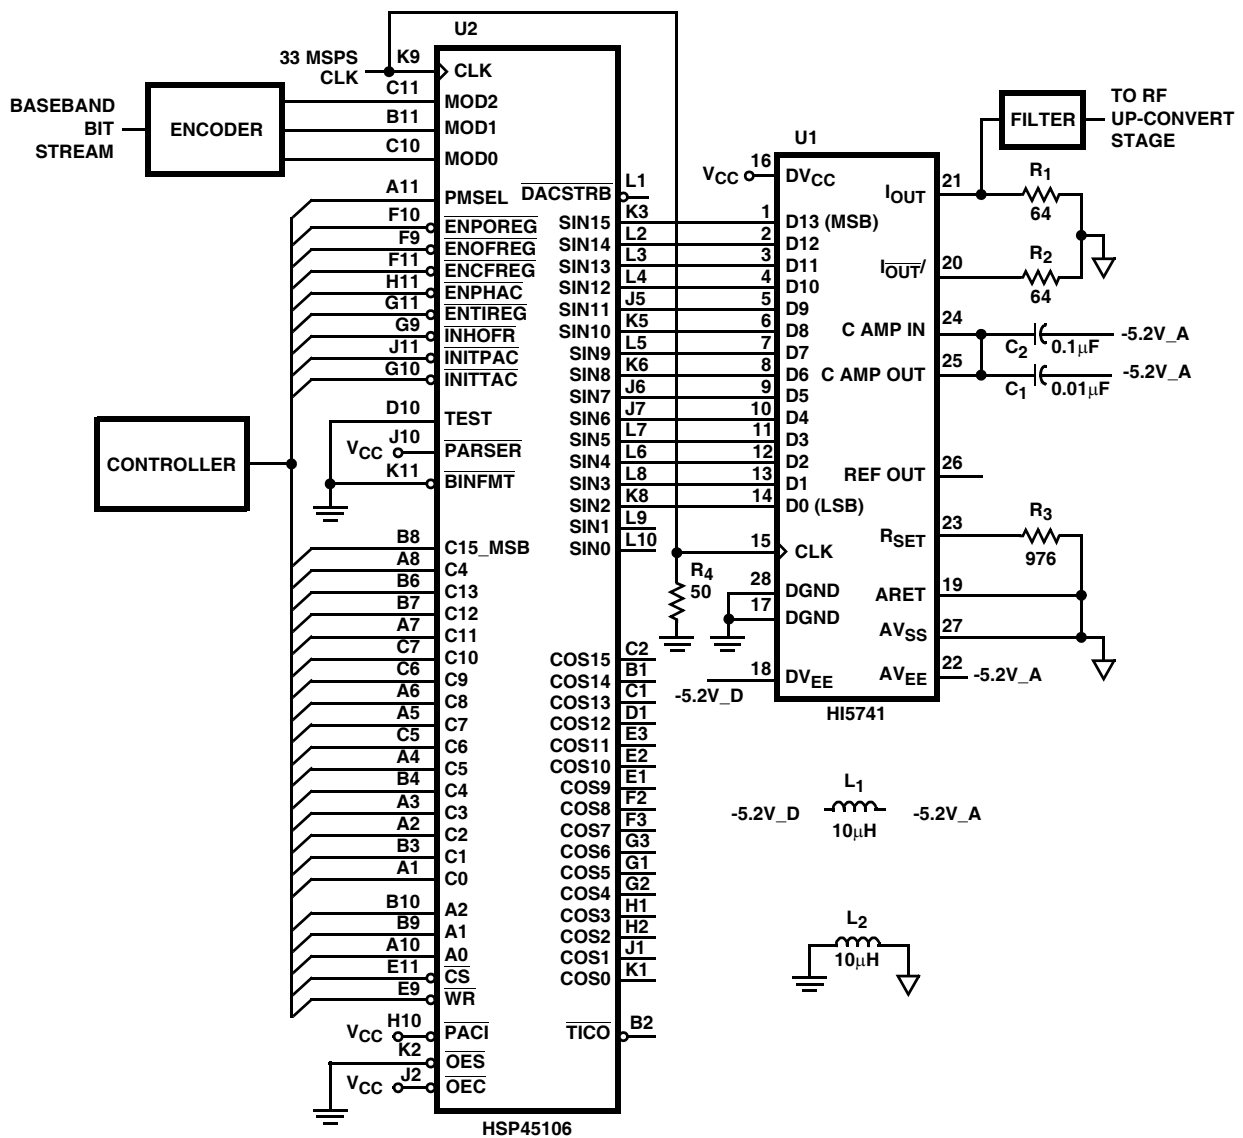 U2
33 MSPS
CLK
K9
CLK
BASEBAND
BIT
STREAM
ENCODER
C11
MOD2
B11
MOD1
C10
MOD0
A11
PMSEL
F10
ENPOREG
F9
ENOFREG
F11
ENCFREG
H11
ENPHAC
G11
ENTIREG
G9
INHOFR
J11
INITPAC
G10
INITTAC
D10
TEST
VCC
J10
PARSER
K11
BINFMT
CONTROLLER
B8
C15_MSB
A8
C4
B6
C13
B7
C12
A7
C11
C7
C10
C6
C9
A6
C8
A5
C7
C5
C6
A4
C5
B4
C4
A3
C3
A2
C2
B3
C1
A1
C0
B10
A2
B9
A1
A10
A0
E11
CS
E9
WR
VCC
H10
PACI
K2
OES
VCC
J2
OEC
HSP45106
DACSTRB
L1
SIN15
K3
SIN14
L2
SIN13
L3
SIN12
L4
SIN11
J5
SIN10
K5
SIN9
L5
SIN8
K6
SIN7
J6
SIN6
J7
SIN5
L7
SIN4
L6
SIN3
L8
SIN2
K8
SIN1
L9
SIN0
L10
COS15
C2
COS14
B1
COS13
C1
COS12
D1
COS11
E3
COS10
E2
COS9
E1
COS8
F2
COS7
F3
COS6
G3
COS5
G1
COS4
G2
COS3
H1
COS2
H2
COS1
J1
COS0
K1
TICO
B2
R4
50
U1
VCC
16
DVCC
1
D13 (MSB)
2
D12
3
D11
4
D10
5
D9
6
D8
7
D7
8
D6
9
D5
10
D4
11
D3
12
D2
13
D1
14
D0 (LSB)
15
CLK
28
DGND
17
DGND
18
DVEE
-5.2V_D
HI5741
IOUT
21
IOUT/
20
C AMP IN
24
C AMP OUT
25
REF OUT
26
RSET
23
ARET
19
AVSS
27
AVEE
22
-5.2V_A
FILTER
TO RF
UP-CONVERT
STAGE
R1
64
R2
64
C2
0.1µF
-5.2V_A
C1
0.01µF
-5.2V_A
R3
976
L1
-5.2V_D
10µH
-5.2V_A
L2
10µH